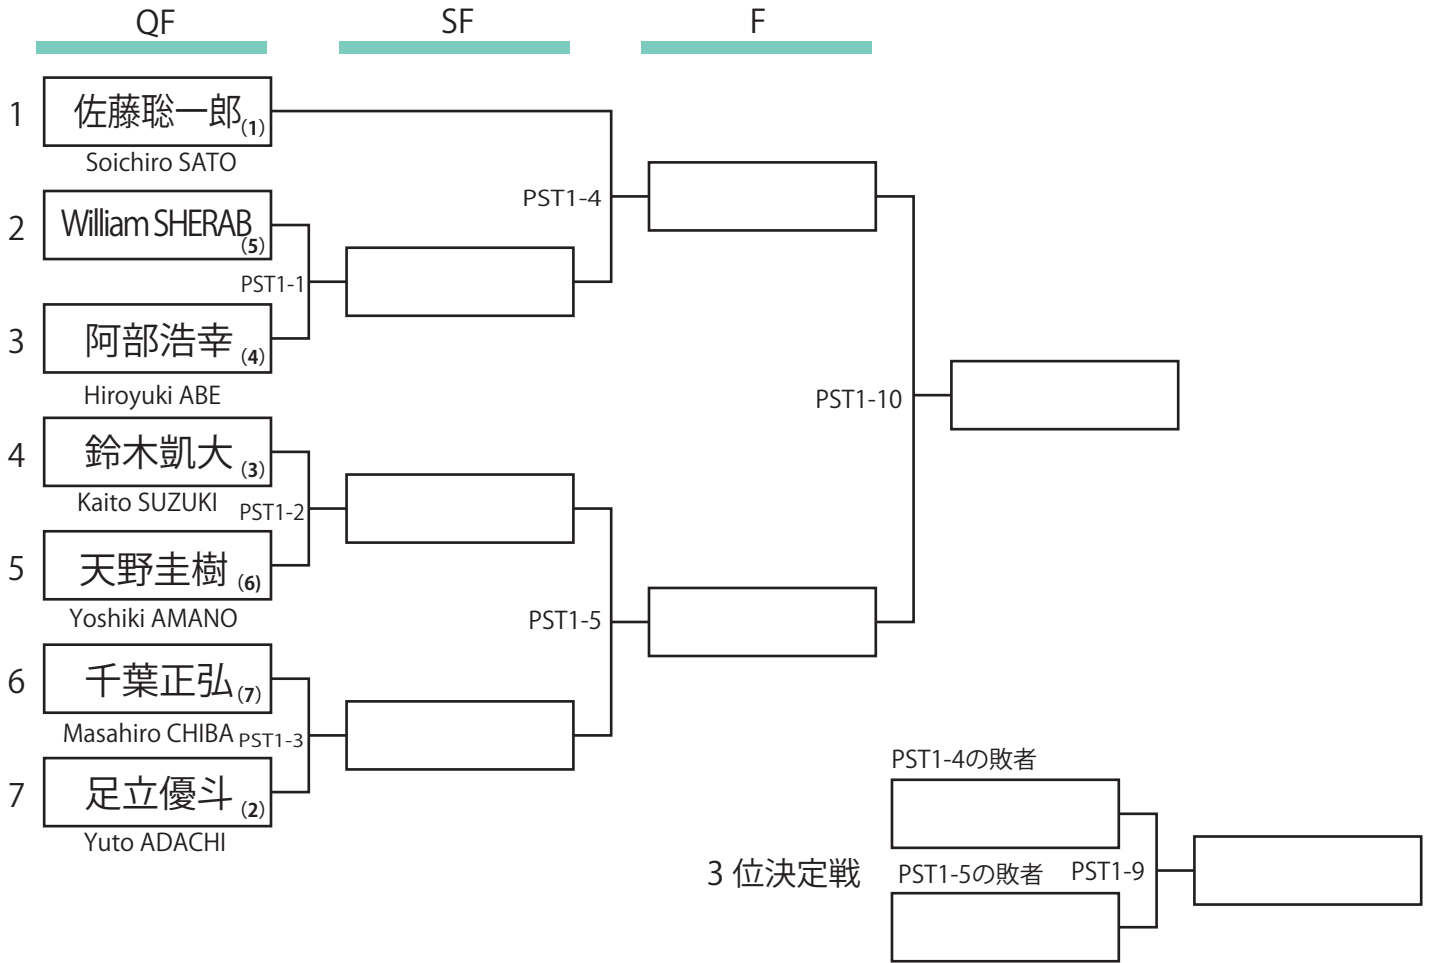 QF SF F
1 佐藤聡一郎(1)
Soichiro SATO
PST1-4
2 William SHERAB(5)
PST1-1
3 阿部浩幸(4)
Hiroyuki ABE
PST1-10
4 鈴木凱大(3)
Kaito SUZUKI
PST1-2
5 天野圭樹(6)
Yoshiki AMANO
PST1-5
6 千葉正弘(7)
Masahiro CHIBA
PST1-3
7 足立優斗(2)
Yuto ADACHI
PST1-4の敗者
3 位決定戦
PST1-5の敗者
PST1-9